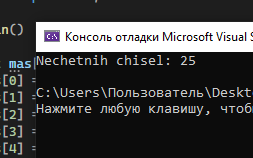 n()
Консоль отладки Microsoft Visual S
Nechetnih chisel: 25
mas
s[0] =
s[1] =
s[2] =
s[3] =
s[4] =
C:\Users\Пользователь\Deskt
Нажмите любую клавишу, чтоб